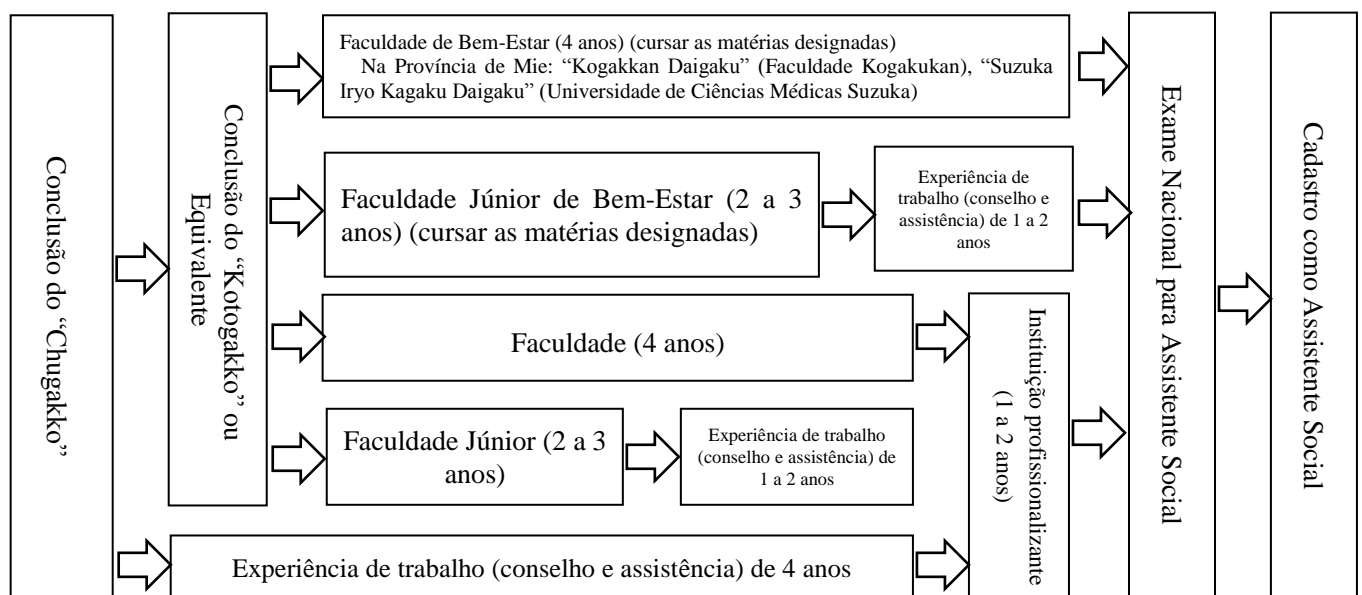 Conclusão do “Chugakko”
Conclusão do “Kotogakko” ou
Equivalente
Faculdade de Bem-Estar (4 anos) (cursar as matérias designadas)
Na Província de Mie: “Kogakkan Daigaku” (Faculdade Kogakukan), “Suzuka
Iryo Kagaku Daigaku” (Universidade de Ciências Médicas Suzuka)
Faculdade Júnior de Bem-Estar (2 a 3
anos) (cursar as matérias designadas)
Experiência de
trabalho (conselho e
assistência) de 1 a 2
anos
Faculdade (4 anos)
Faculdade Júnior (2 a 3
anos)
Experiência de trabalho
(conselho e assistência) de
1 a 2 anos
Experiência de trabalho (conselho e assistência) de 4 anos
Instituição profissionalizante
(1 a 2 anos)
Exame Nacional para Assistente Social
Cadastro como Assistente Social